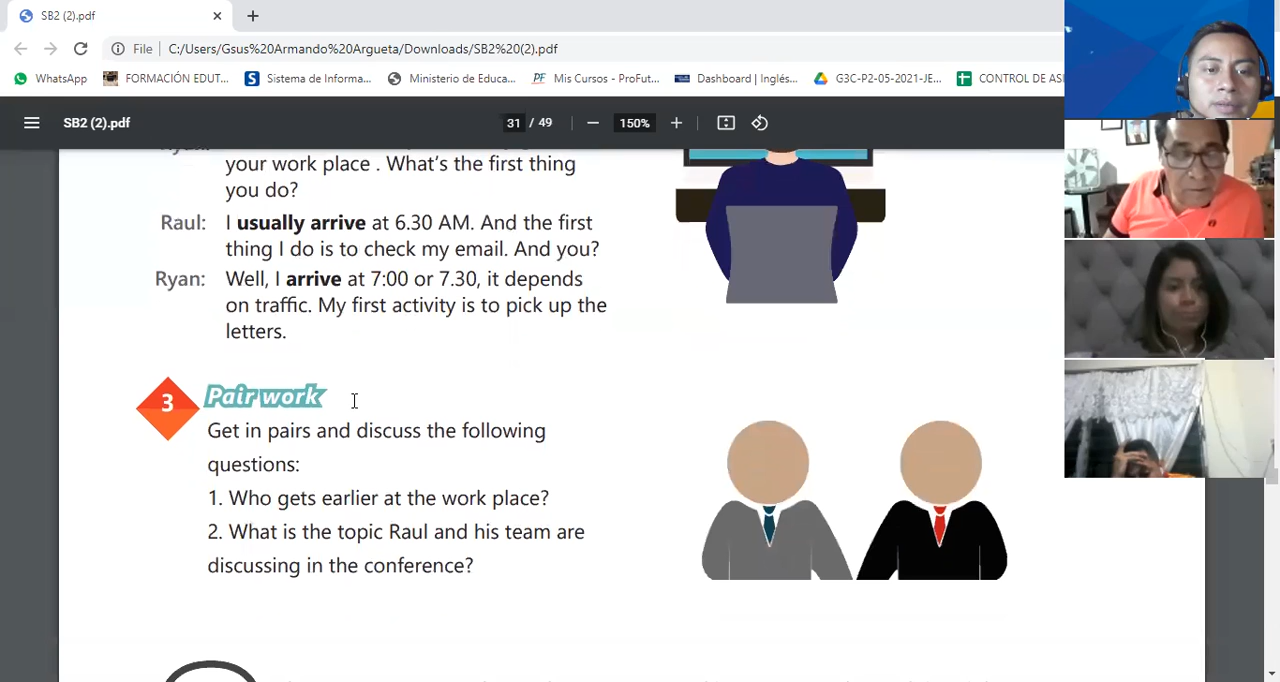 SB2 (2).pdf
File C:/Users/Gsus%20Armando%20Argueta/Downloads/SB2%20(2).pdf
WhatsApp FORMACIÓN EDUT... Sistema de Informa... Ministerio de Educa... PF Mis Cursos - ProFut... Dashboard | Inglés... G3C-P2-05-2021-JE... CONTROL DE
SB2 (2).pdf 31 / 49 150%
your work place . What's the first thing
you do?
Raul: I usually arrive at 6.30 AM. And the first
thing I do is to check my email. And you?
Ryan: Well, I arrive at 7:00 or 7.30, it depends
on traffic. My first activity is to pick up the
letters.
3 Pair work
Get in pairs and discuss the following
questions:
1. Who gets earlier at the work place?
2. What is the topic Raul and his team are
discussing in the conference?